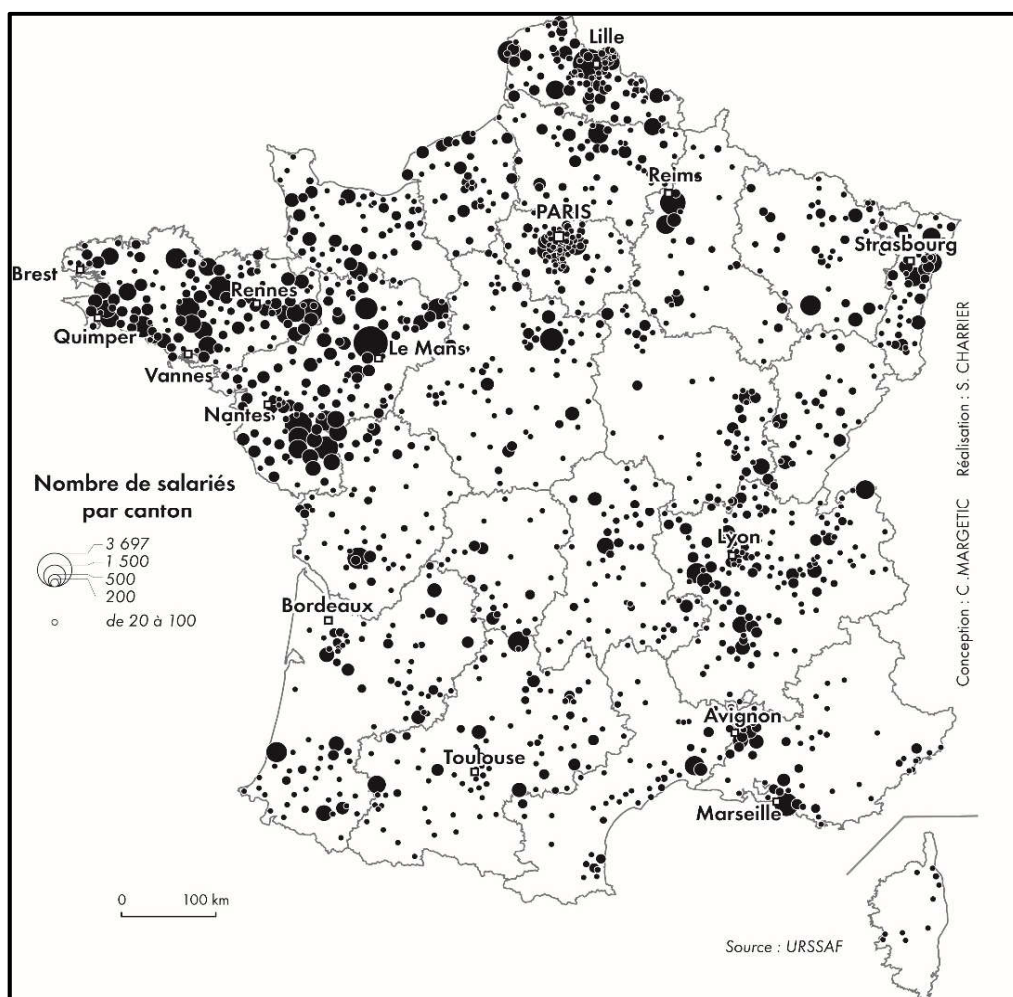 Lille
Reims
PARIS
Strasbourg
Brest
Rennes
Quimper
Le Mans
Vannes
Nantes
Nombre de salariés
par canton
3 697
1 500
500
200
de 20 à 100
Lyon
Bordeaux
Avignon
Toulouse
Marseille
0 100 km
Source : URSSAF
Conception : C .MARGETIC Réalisation : S. CHARRIER